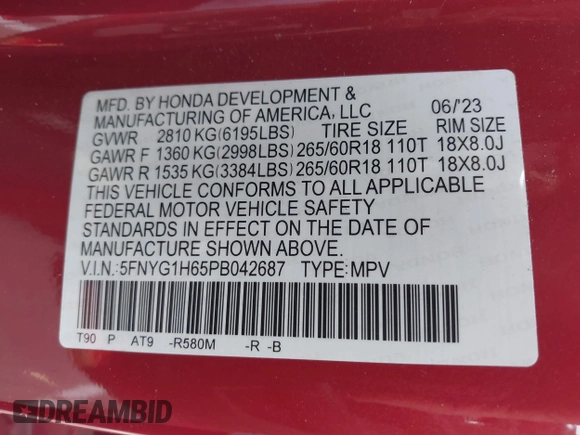 MFD. BY HONDA DEVELOPMENT &
MANUFACTURING OF AMERICA, LLC 06/'23
GVWR 2810 KG(6195LBS) TIRE SIZE RIM SIZE
GAWR F 1360 KG(2998LBS) 265/60R18 110T 18X8.0J
GAWR R 1535 KG(3384LBS) 265/60R18 110T 18X8.0J
THIS VEHICLE CONFORMS TO ALL APPLICABLE
FEDERAL MOTOR VEHICLE SAFETY
STANDARDS IN EFFECT ON THE DATE OF
MANUFACTURE SHOWN ABOVE.
V.I.N.:5FNYG1H65PB042687 TYPE:MPV
T90 P AT9 -R580M -R -B
DREAMBID